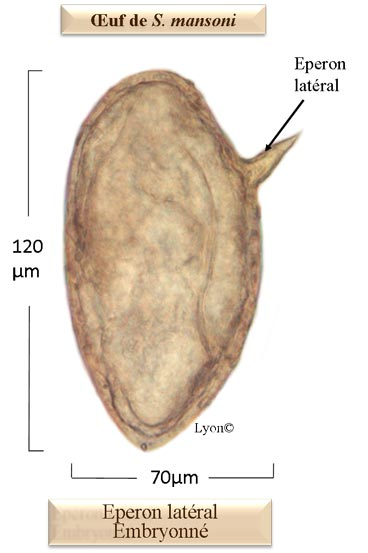 Œuf de S. mansoni
Eperon
latéral
120
µm
Lyon©
70µm
Eperon latéral
Embryonné